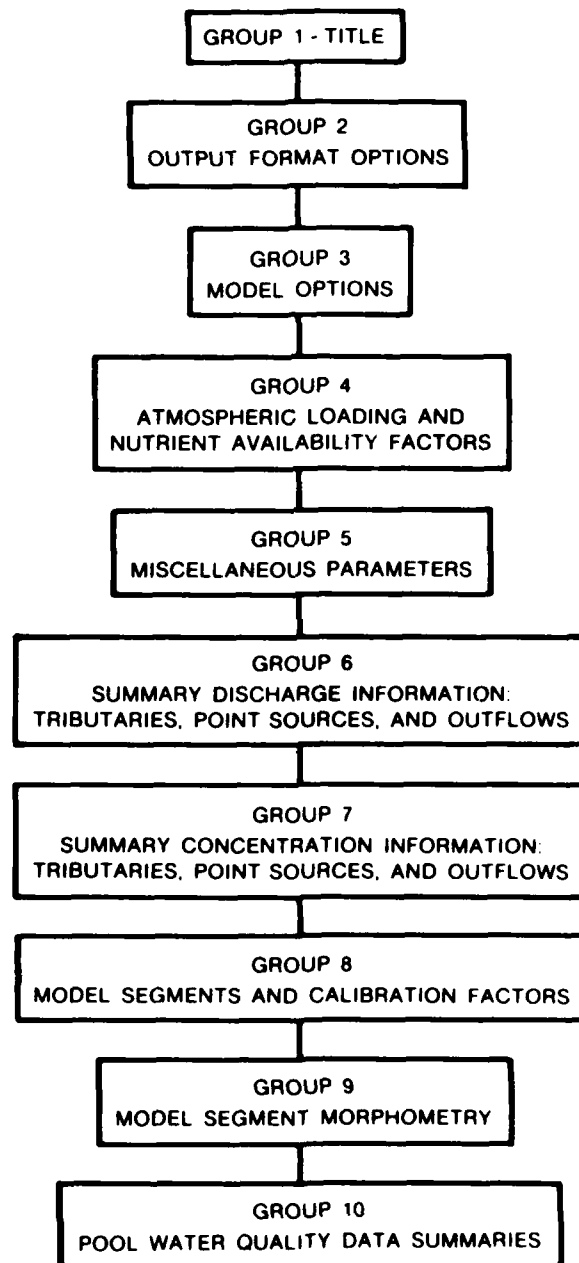 GROUP 1 - TITLE
GROUP 2
OUTPUT FORMAT OPTIONS
GROUP 3
MODEL OPTIONS
GROUP 4
ATMOSPHERIC LOADING AND
NUTRIENT AVAILABILITY FACTORS
GROUP 5
MISCELLANEOUS PARAMETERS
GROUP 6
SUMMARY DISCHARGE INFORMATION:
TRIBUTARIES, POINT SOURCES, AND OUTFLOWS
GROUP 7
SUMMARY CONCENTRATION INFORMATION:
TRIBUTARIES, POINT SOURCES, AND OUTFLOWS
GROUP 8
MODEL SEGMENTS AND CALIBRATION FACTORS
GROUP 9
MODEL SEGMENT MORPHOMETRY
GROUP 10
POOL WATER QUALITY DATA SUMMARIES